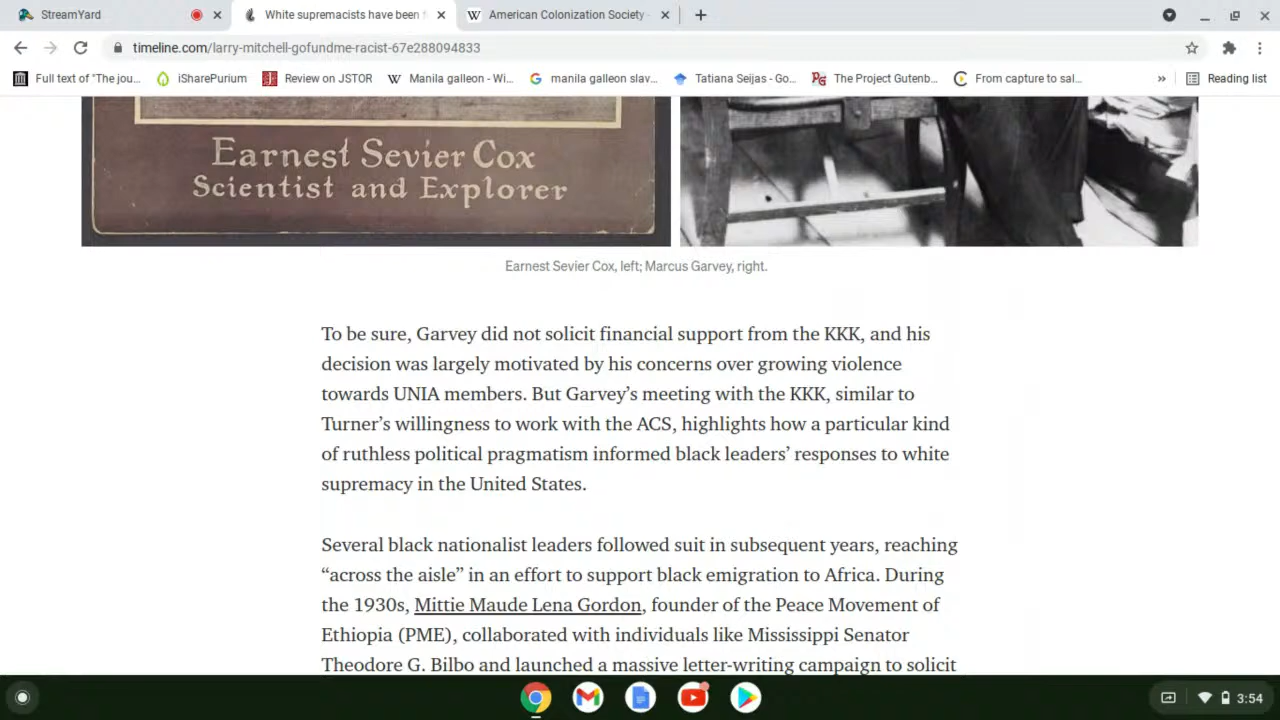 StreamYard
White supremacists have been f
American Colonization Society -
timeline.com/larry-mitchell-gofundme-racist-67e288094833
Full text of "The jou...
iSharePurium
Review on JSTOR
Manila galleon - Wi...
manila galleon slav...
Tatiana Seijas - Go...
The Project Gutenb...
From capture to sal...
»
Reading list
Earnest Sevier Cox
Scientist and Explorer
Earnest Sevier Cox, left; Marcus Garvey, right.
To be sure, Garvey did not solicit financial support from the KKK, and his
decision was largely motivated by his concerns over growing violence
towards UNIA members. But Garvey’s meeting with the KKK, similar to
Turner’s willingness to work with the ACS, highlights how a particular kind
of ruthless political pragmatism informed black leaders’ responses to white
supremacy in the United States.
Several black nationalist leaders followed suit in subsequent years, reaching
“across the aisle” in an effort to support black emigration to Africa. During
the 1930s, Mittie Maude Lena Gordon, founder of the Peace Movement of
Ethiopia (PME), collaborated with individuals like Mississippi Senator
Theodore G. Bilbo and launched a massive letter-writing campaign to solicit
3:54